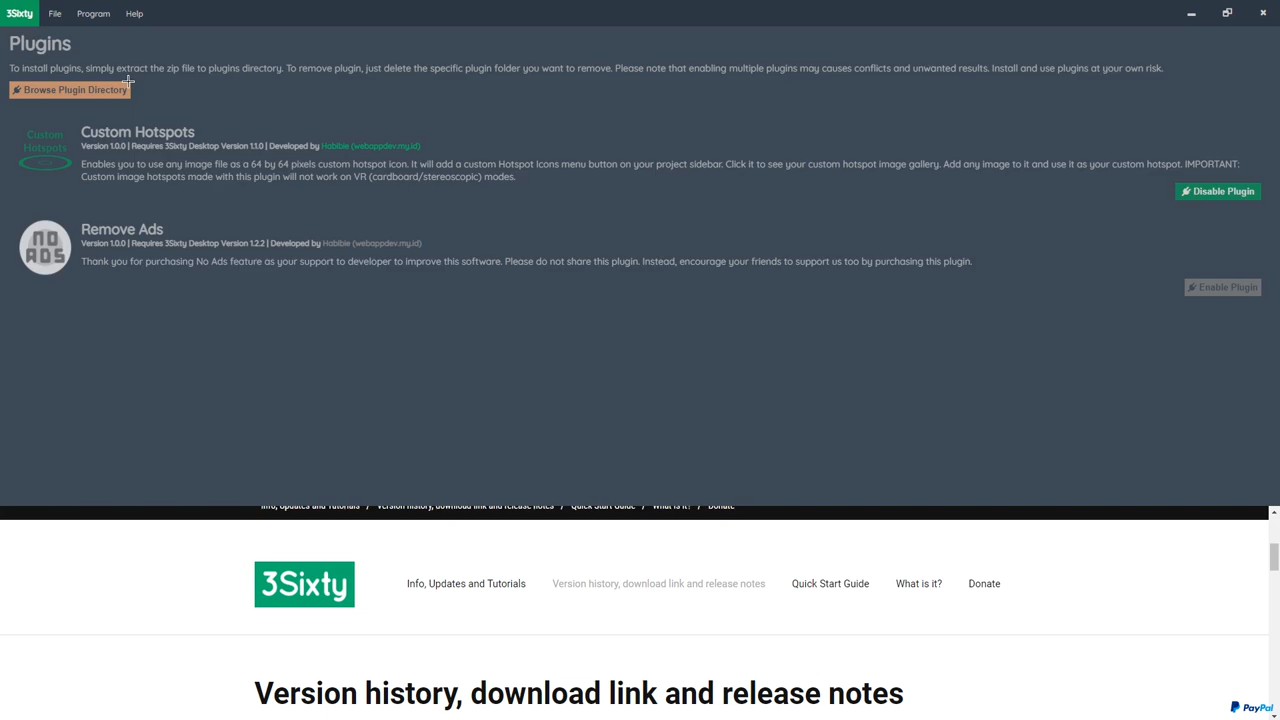 3Sixty File Program Help
Plugins
To install plugins, simply extract the zip file to plugins directory. To remove plugin, just delete the specific plugin folder you want to remove. Please note that enabling multiple plugins may causes conflicts and unwanted results. Install and use plugins at your own risk.
Browse Plugin Directory
Custom
Hotspots
Custom Hotspots
Version 1.0.0 | Requires 3Sixty Desktop Version 1.1.0 | Developed by Habibie (webappdev.my.id)
Enables you to use any image file as a 64 by 64 pixels custom hotspot icon. It will add a custom Hotspot Icons menu button on your project sidebar. Click it to see your custom hotspot image gallery. Add any image to it and use it as your custom hotspot. IMPORTANT:
Custom image hotspots made with this plugin will not work on VR (cardboard/stereoscopic) modes.
Disable Plugin
NO
ADS
Remove Ads
Version 1.0.0 | Requires 3Sixty Desktop Version 1.2.2 | Developed by Habibie (webappdev.my.id)
Thank you for purchasing No Ads feature as your support to developer to improve this software. Please do not share this plugin. Instead, encourage your friends to support us too by purchasing this plugin.
Enable Plugin
Info, Updates and Tutorials / Version history, download link and release notes / Quick Start Guide / What is it? / Donate
3Sixty Info, Updates and Tutorials Version history, download link and release notes Quick Start Guide What is it? Donate
Version history, download link and release notes
PayPal